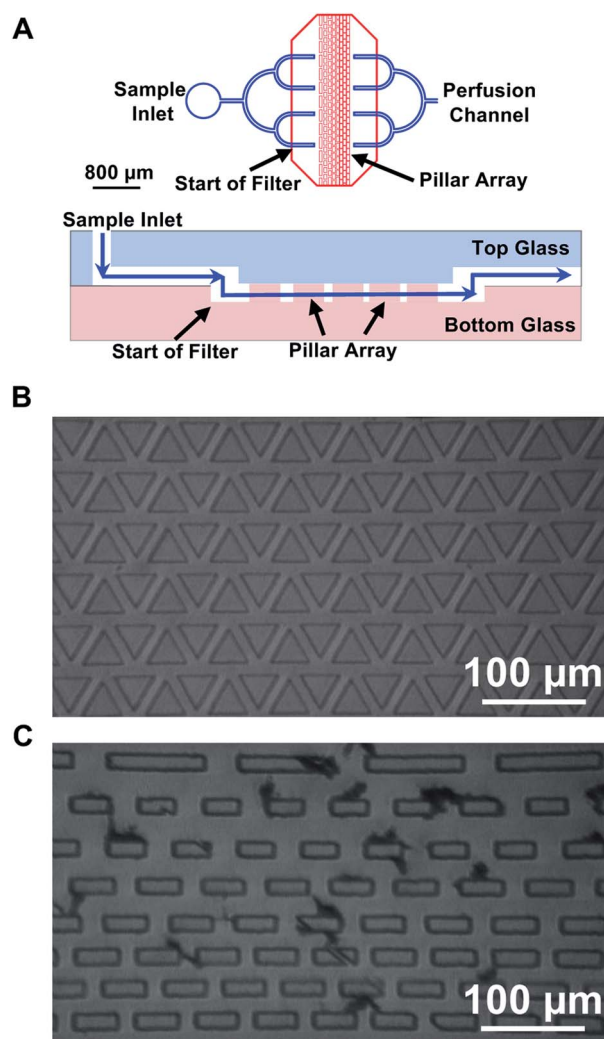 A
Sample
Inlet
Perfusion
Channel
800 µm
Start of Filter
Pillar Array
Sample Inlet
Top Glass
Start of Filter
Pillar Array
Bottom Glass
B
100 µm
C
100 µm